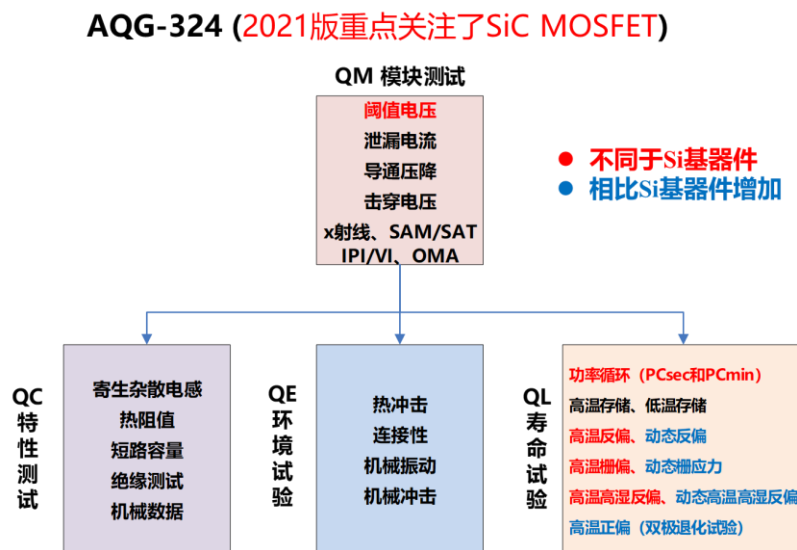 AQG-324 (2021版重点关注了SiC MOSFET)
QM 模块测试
阈值电压
泄漏电流
导通压降
击穿电压
x射线、SAM/SAT
IPI/VI、OMA
不同于Si基器件
相比Si基器件增加
QC特性测试
寄生杂散电感
热阻值
短路容量
绝缘测试
机械数据
QE环境试验
热冲击
连接性
机械振动
机械冲击
QL寿命试验
功率循环（PCsec和PCmin）
高温存储、低温存储
高温反偏、动态反偏
高温栅偏、动态栅应力
高温高湿反偏、动态高温高湿反偏
高温正偏（双极退化试验）